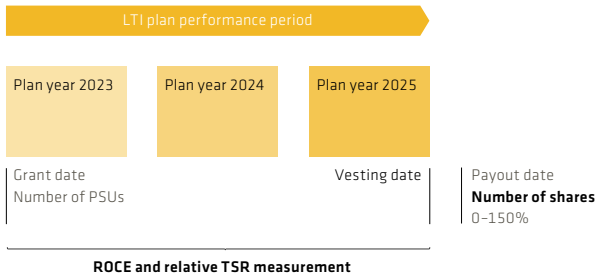 LTI plan performance period
Plan year 2023
Plan year 2024
Plan year 2025
Grant date
Number of PSUs
Vesting date
Payout date
Number of shares
0–150%
ROCE and relative TSR measurement